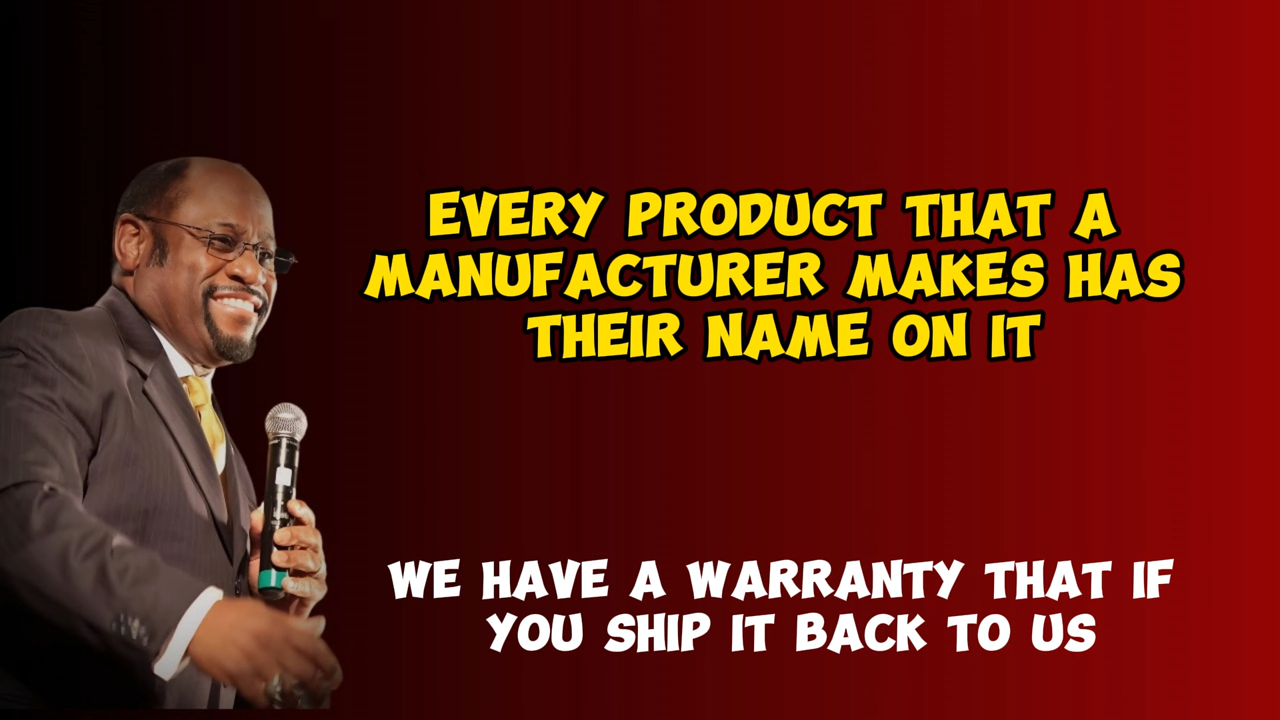 EVERY PRODUCT THAT A
MANUFACTURER MAKES HAS
THEIR NAME ON IT
WE HAVE A WARRANTY THAT IF
YOU SHIP IT BACK TO US